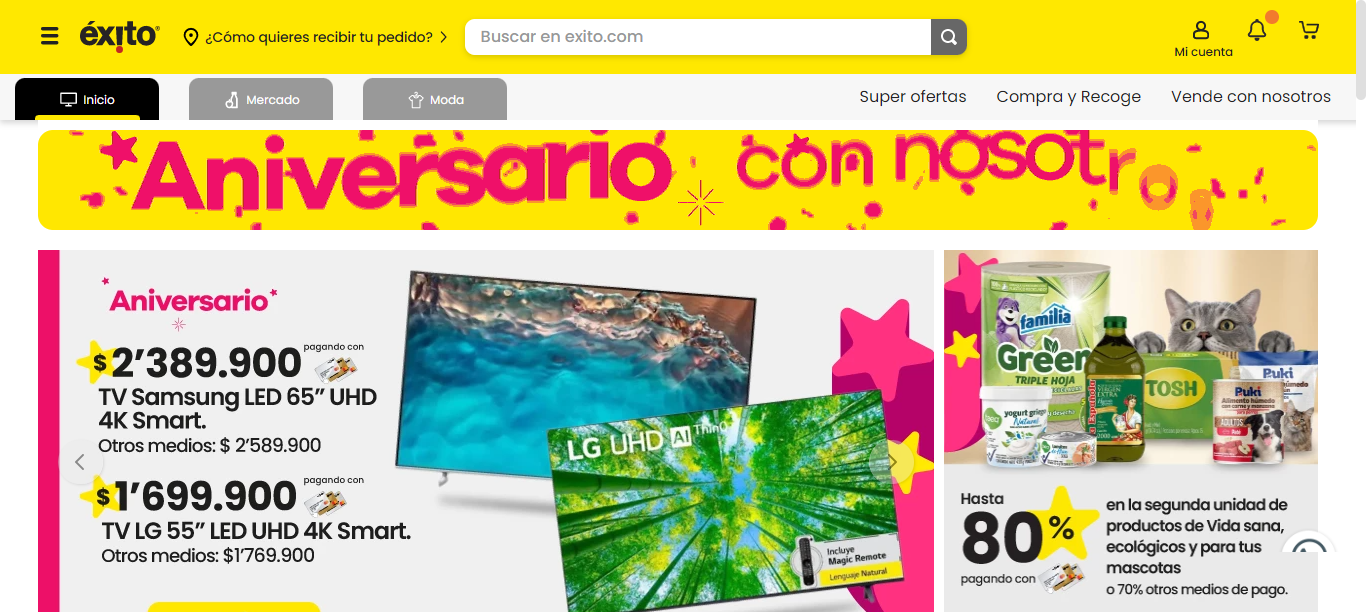 éxito
¿Cómo quieres recibir tu pedido?
Buscar en exito.com
Mi cuenta
Inicio
Mercado
Moda
Super ofertas
Compra y Recoge
Vende con nosotros
Aniversario con nosotro
Aniversario
$2’389.900
pagando con
TV Samsung LED 65” UHD
4K Smart.
Otros medios: $ 2’589.900
$1’699.900
pagando con
TV LG 55” LED UHD 4K Smart.
Otros medios: $1’769.900
LG UHD AI ThinQ
Incluye
Magic Remote
Lenguaje Natural
familia
Green
TRIPLE HOJA
yogurt griego
Natural
TOSH
Puki
Alimento húmedo
ADULTOS
Puki
Hasta
80%
pagando con
en la segunda unidad de
productos de Vida sana,
ecológicos y para tus
mascotas
o 70% otros medios de pago.